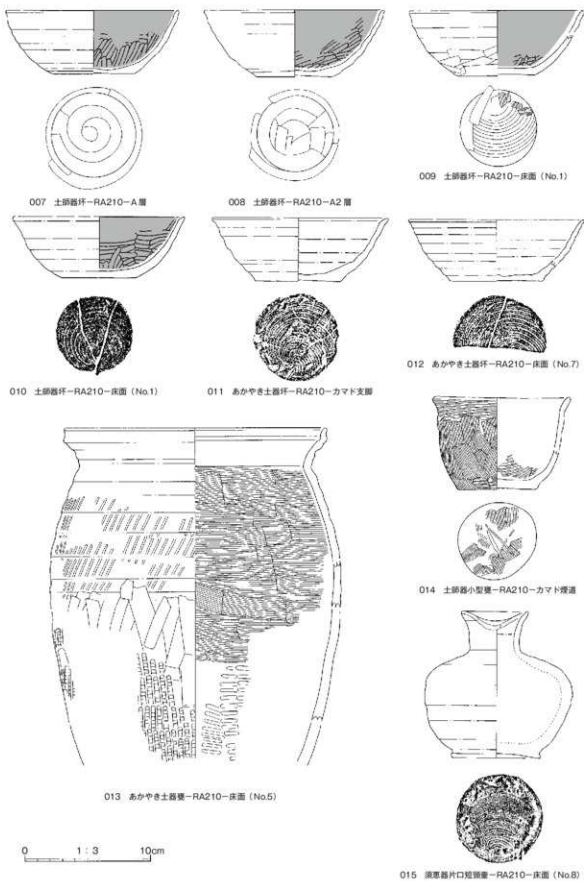 007 土師器坏-RA210-A層
008 土師器坏-RA210-A2層
009 土師器坏-RA210-床面(No.1)
010 土師器坏-RA210-床面(No.1)
011 あかやき土器坏-RA210-カマド支脚
012 あかやき土器坏-RA210-床面(No.7)
013 あかやき土器甕-RA210-床面(No.5)
014 土師器小型甕-RA210-カマド煙道
015 須恵器片口短頸壷-RA210-床面(No.8)
0 1:3 10cm